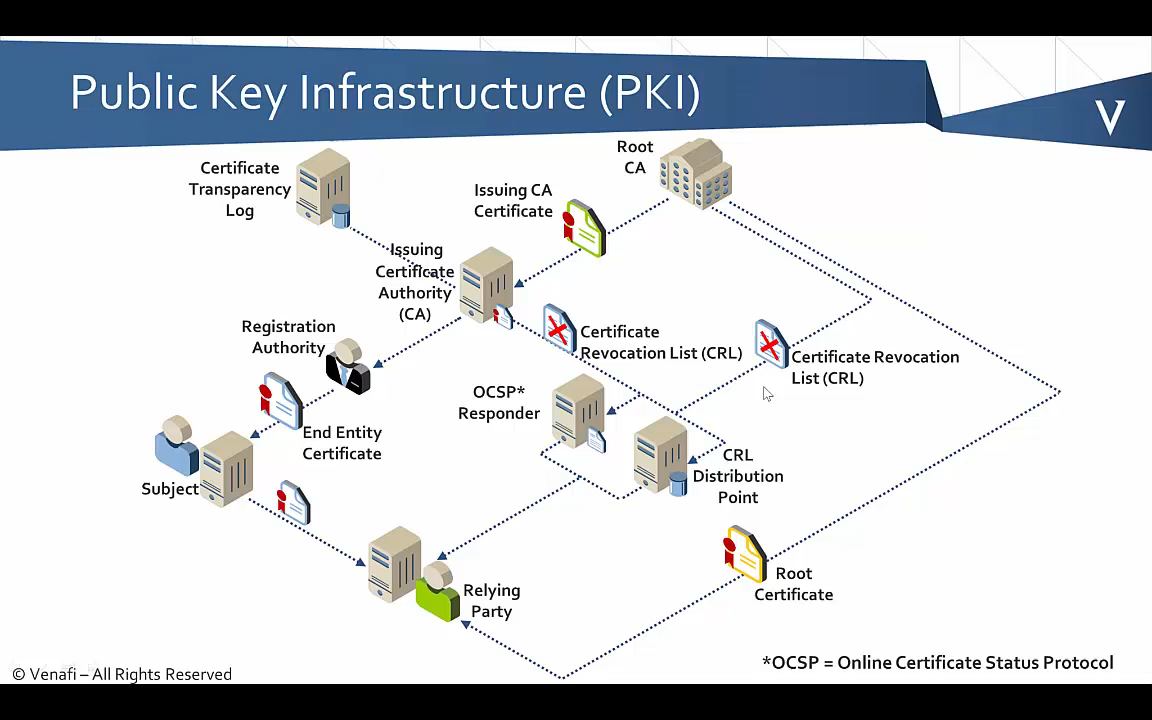 Public Key Infrastructure (PKI)
V
Certificate
Transparency
Log
Root
CA
Issuing CA
Certificate
Issuing
Certificate
Authority
(CA)
Registration
Authority
Certificate
Revocation List (CRL)
Certificate Revocation
List (CRL)
OCSP*
Responder
End Entity
Certificate
CRL
Distribution
Point
Subject
Root
Certificate
Relying
Party
*OCSP = Online Certificate Status Protocol
© Venafi – All Rights Reserved